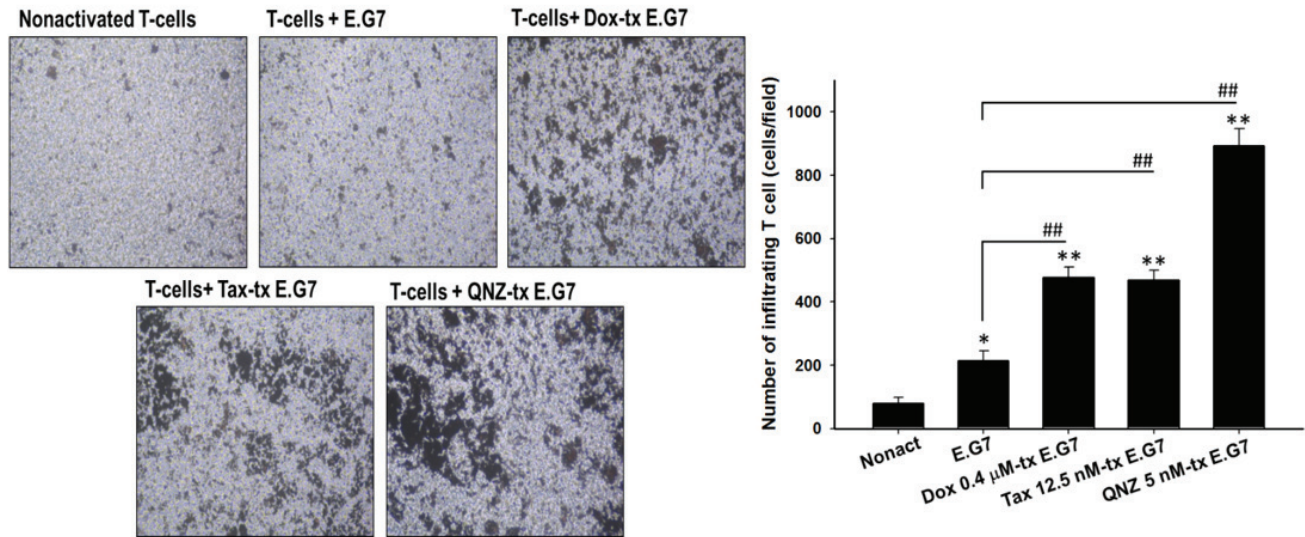 Nonactivated T-cells
T-cells + E.G7
T-cells+ Dox-tx E.G7
T-cells+ Tax-tx E.G7
T-cells + QNZ-tx E.G7
Number of infiltrating T cell (cells/field)
1000
800
600
400
200
0
##
**
##
##
**
**
*
Nonact
E.G7
Dox 0.4 μM-tx E.G7
Tax 12.5 nM-tx E.G7
QNZ 5 nM-tx E.G7